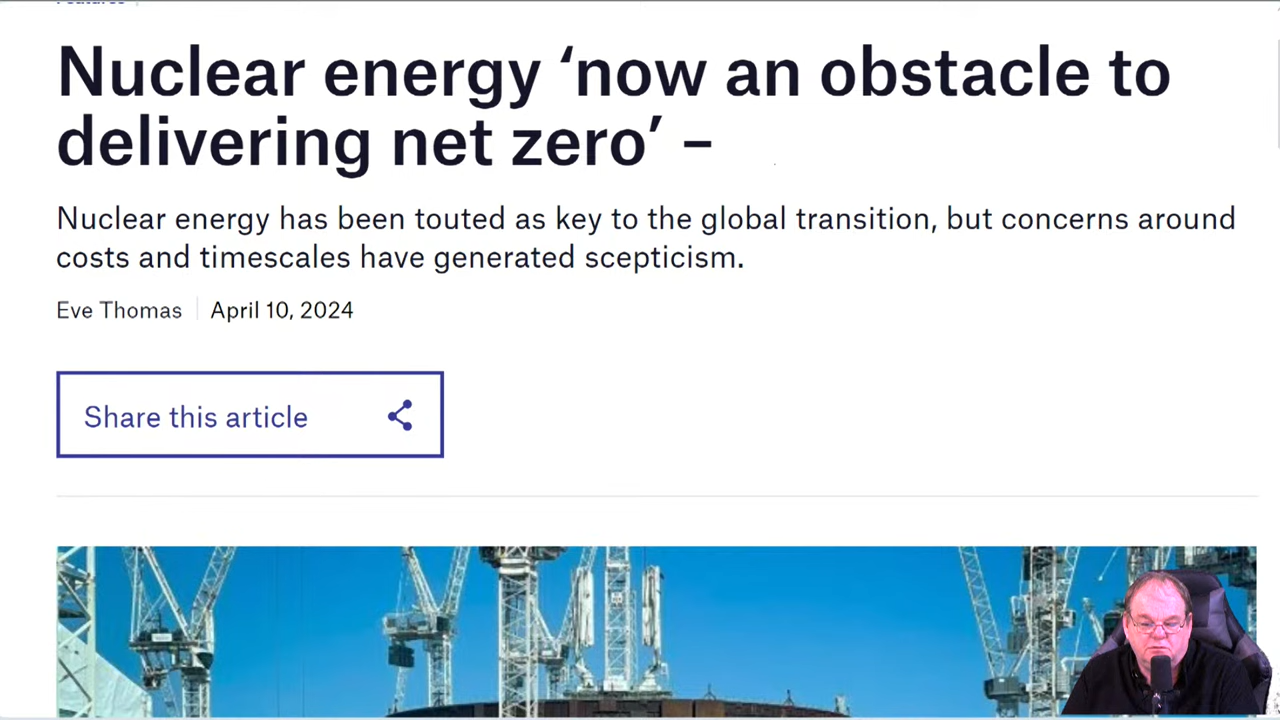 Nuclear energy ‘now an obstacle to
delivering net zero’ –
Nuclear energy has been touted as key to the global transition, but concerns around
costs and timescales have generated scepticism.
Eve Thomas
April 10, 2024
Share this article